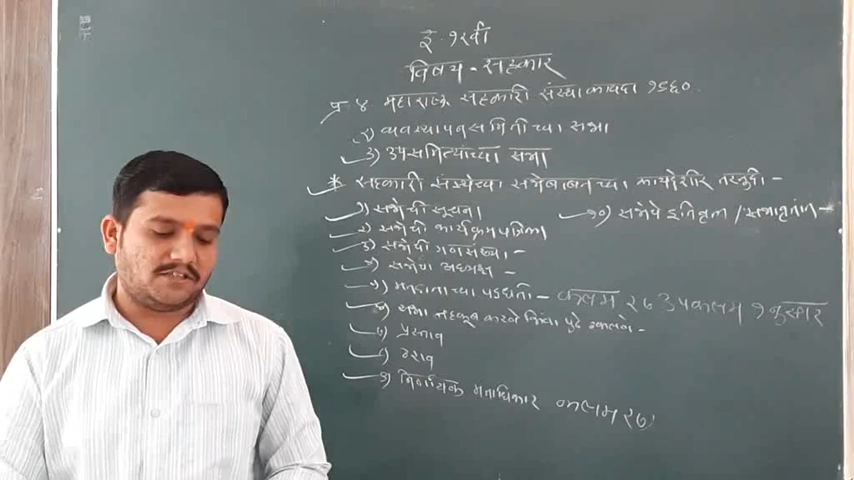 इ. १२वी
विषय - सहकार
प्र ४ महाराष्ट्र सहकारी संस्था कायदा १९६०.
२) व्यवस्थापन समितीच्या सभा
३) उपसमित्यांच्या सभा
* सहकारी संस्थेच्या सभेबाबतच्या कायदेशीर तरतुदी -
१) सभेची सूचना
२) सभेची कार्यक्रम पत्रिका
३) सभेची गणसंख्या -
४) सभेचा अध्यक्ष -
५) मतदानाच्या पद्धती - कलम २७ उपकलम १ नुसार
६) सभा तहकूब करणे किंवा पुढे ढकलणे -
७) प्रस्ताव
८) ठराव
९) निर्णायक मताधिकार कलम २७
१०) सभेचे इतिवृत्त / सभावृत्तांत -